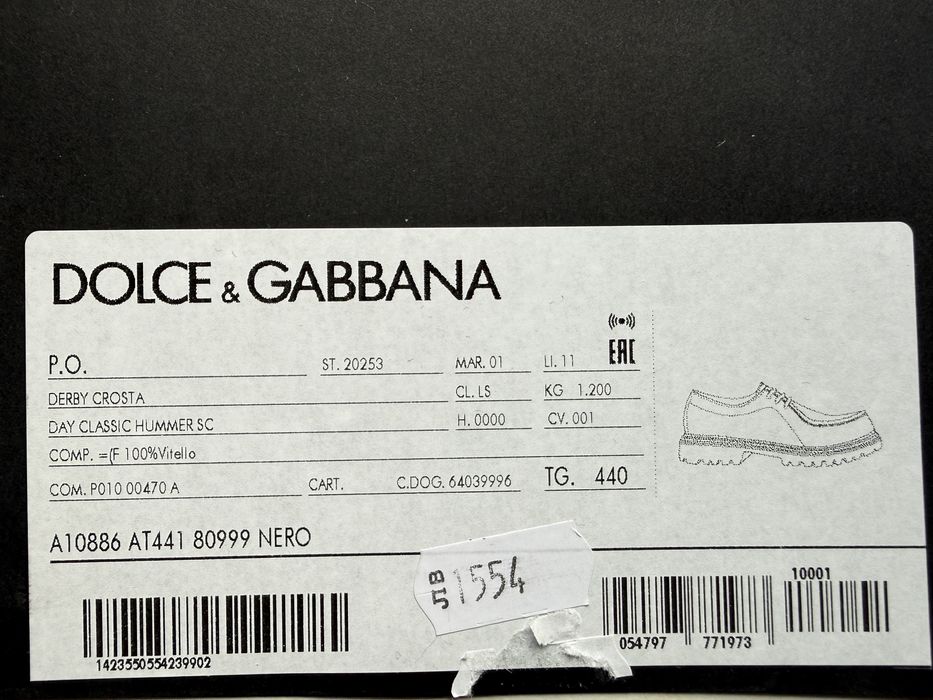 DOLCE & GABBANA
EAC
P.O. ST. 20253 MAR. 01 LI. 11
DERBY CROSTA CL. LS KG 1.200
DAY CLASSIC HUMMER SC H. 0000 CV. 001
COMP. =(F 100%Vitello
COM. P010 00470 A CART. C.DOG. 64039996 TG. 440
A10886 AT441 80999 NERO
51B 1554
10001
054797 771973
1423550554239902